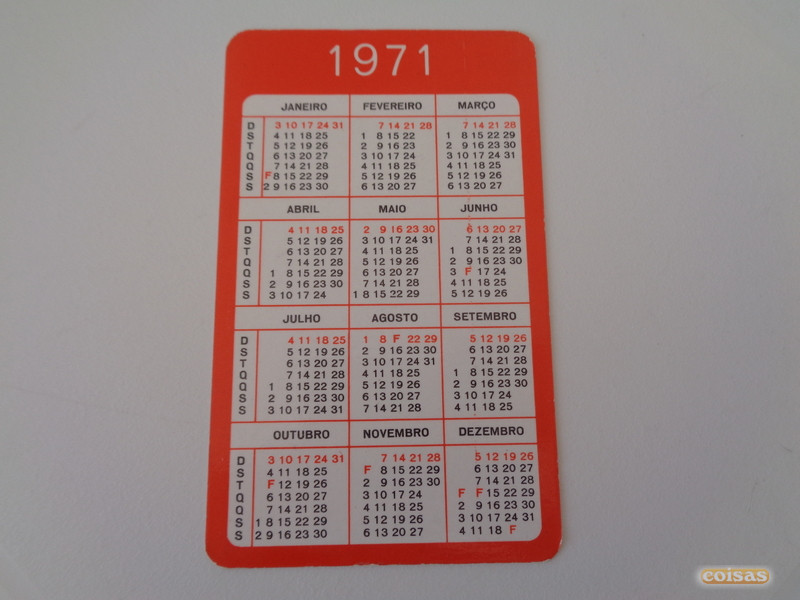 1971
JANEIRO FEVEREIRO MARÇO
D 3 10 17 24 31 7 14 21 28 7 14 21 28
S 4 11 18 25 1 8 15 22 1 8 15 22 29
T 5 12 19 26 2 9 16 23 2 9 16 23 30
Q 6 13 20 27 3 10 17 24 3 10 17 24 31
Q 7 14 21 28 4 11 18 25 4 11 18 25
S F 8 15 22 29 5 12 19 26 5 12 19 26
S 2 9 16 23 30 6 13 20 27 6 13 20 27
ABRIL MAIO JUNHO
D 4 11 18 25 2 9 16 23 30 6 13 20 27
S 5 12 19 26 3 10 17 24 31 7 14 21 28
T 6 13 20 27 4 11 18 25 1 8 15 22 29
Q 7 14 21 28 5 12 19 26 2 9 16 23 30
Q 1 8 15 22 29 6 13 20 27 3 F 17 24
S 2 9 16 23 30 7 14 21 28 4 11 18 25
S 3 10 17 24 1 8 15 22 29 5 12 19 26
JULHO AGOSTO SETEMBRO
D 4 11 18 25 1 8 F 22 29 5 12 19 26
S 5 12 19 26 2 9 16 23 30 6 13 20 27
T 6 13 20 27 3 10 17 24 31 7 14 21 28
Q 7 14 21 28 4 11 18 25 1 8 15 22 29
Q 1 8 15 22 29 5 12 19 26 2 9 16 23 30
S 2 9 16 23 30 6 13 20 27 3 10 17 24
S 3 10 17 24 31 7 14 21 28 4 11 18 25
OUTUBRO NOVEMBRO DEZEMBRO
D 3 10 17 24 31 7 14 21 28 5 12 19 26
S 4 11 18 25 F 8 15 22 29 6 13 20 27
T F 12 19 26 2 9 16 23 30 7 14 21 28
Q 6 13 20 27 3 10 17 24 F F 15 22 29
Q 7 14 21 28 4 11 18 25 2 9 16 23 30
S 1 8 15 22 29 5 12 19 26 3 10 17 24 31
S 2 9 16 23 30 6 13 20 27 4 11 18 F
coisas